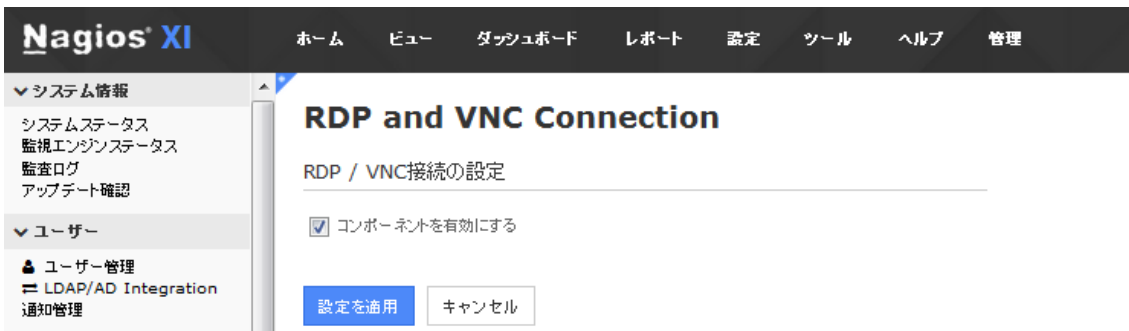 Nagios® XI
ホーム ビュー ダッシュボード レポート 設定 ツール ヘルプ 管理
システム情報
システムステータス
監視エンジンステータス
監査ログ
アップデート確認
ユーザー
ユーザー管理
LDAP/AD Integration
通知管理
RDP and VNC Connection
RDP / VNC接続の設定
コンポーネントを有効にする
設定を適用 キャンセル